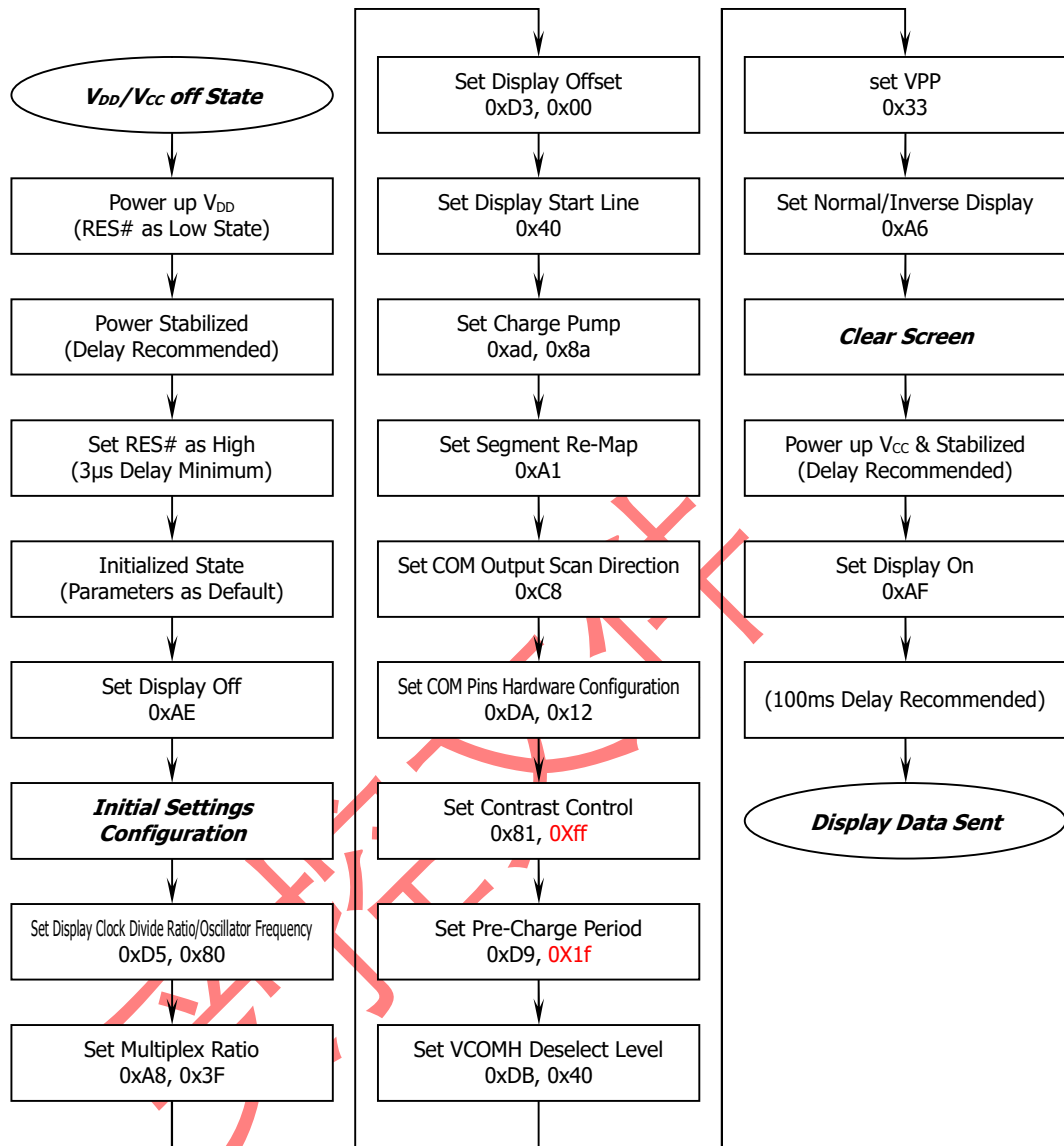 VDD/VCC off State
Power up VDD
(RES# as Low State)
Power Stabilized
(Delay Recommended)
Set RES# as High
(3μs Delay Minimum)
Initialized State
(Parameters as Default)
Set Display Off
0xAE
Initial Settings
Configuration
Set Display Clock Divide Ratio/Oscillator Frequency
0xD5, 0x80
Set Multiplex Ratio
0xA8, 0x3F
Set Display Offset
0xD3, 0x00
Set Display Start Line
0x40
Set Charge Pump
0xad, 0x8a
Set Segment Re-Map
0xA1
Set COM Output Scan Direction
0xC8
Set COM Pins Hardware Configuration
0xDA, 0x12
Set Contrast Control
0x81, 0Xff
Set Pre-Charge Period
0xD9, 0X1f
Set VCOMH Deselect Level
0xDB, 0x40
set VPP
0x33
Set Normal/Inverse Display
0xA6
Clear Screen
Power up VCC & Stabilized
(Delay Recommended)
Set Display On
0xAF
(100ms Delay Recommended)
Display Data Sent